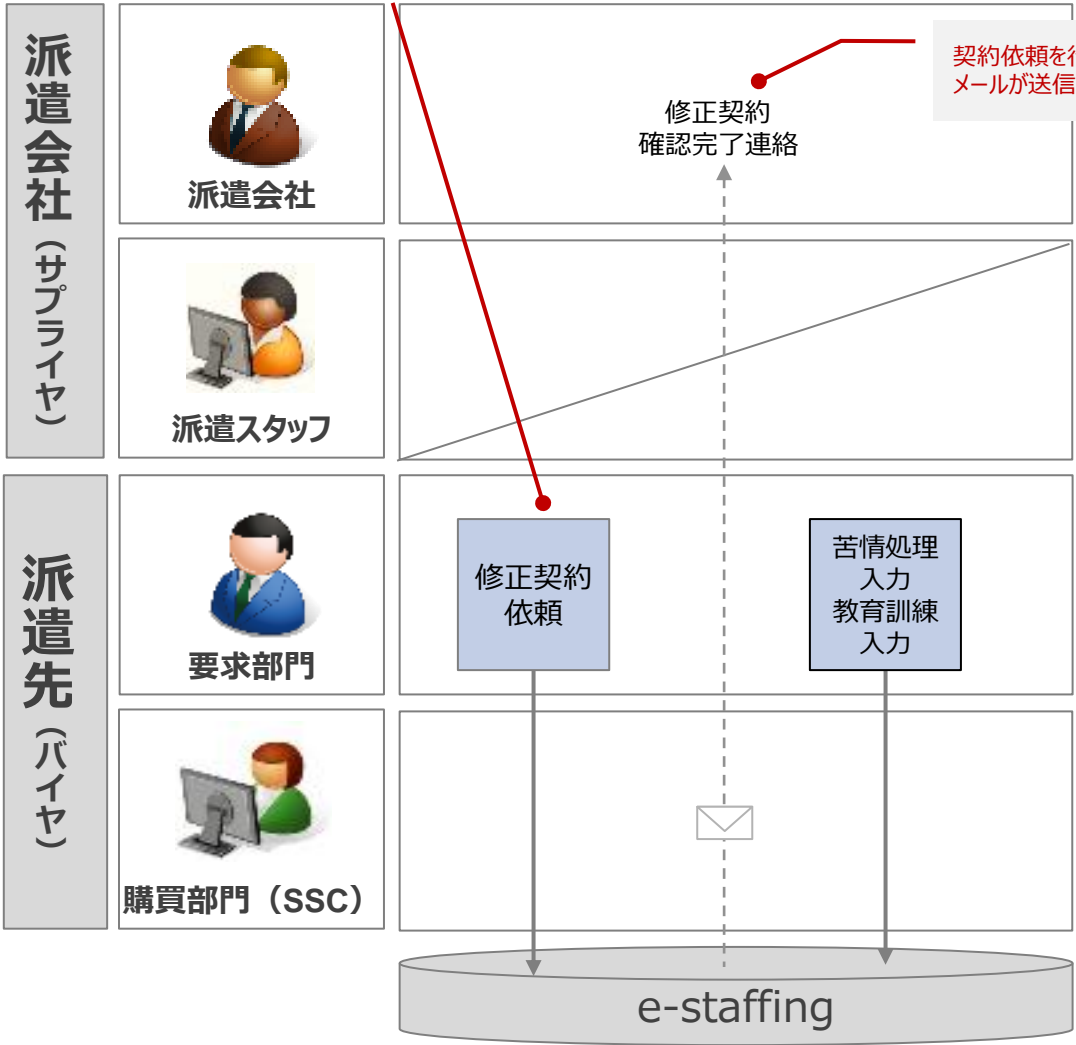 派遣会社（サプライヤ）
派遣会社
修正契約
確認完了連絡
契約依頼を
メールが送信
派遣スタッフ
派遣先（バイヤ）
要求部門
修正契約
依頼
苦情処理
入力
教育訓練
入力
購買部門（SSC）
e-staffing